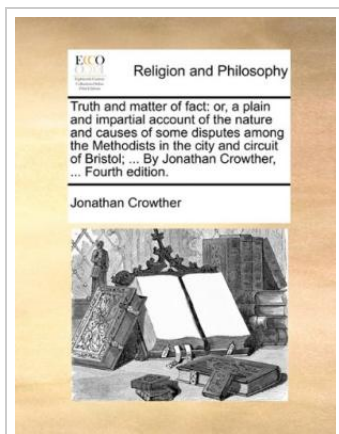 ECCO
Religion and Philosophy
Truth and matter of fact: or, a plain
and impartial account of the nature
and causes of some disputes among
the Methodists in the city and circuit
of Bristol; ... By Jonathan Crowther,
... Fourth edition.
Jonathan Crowther